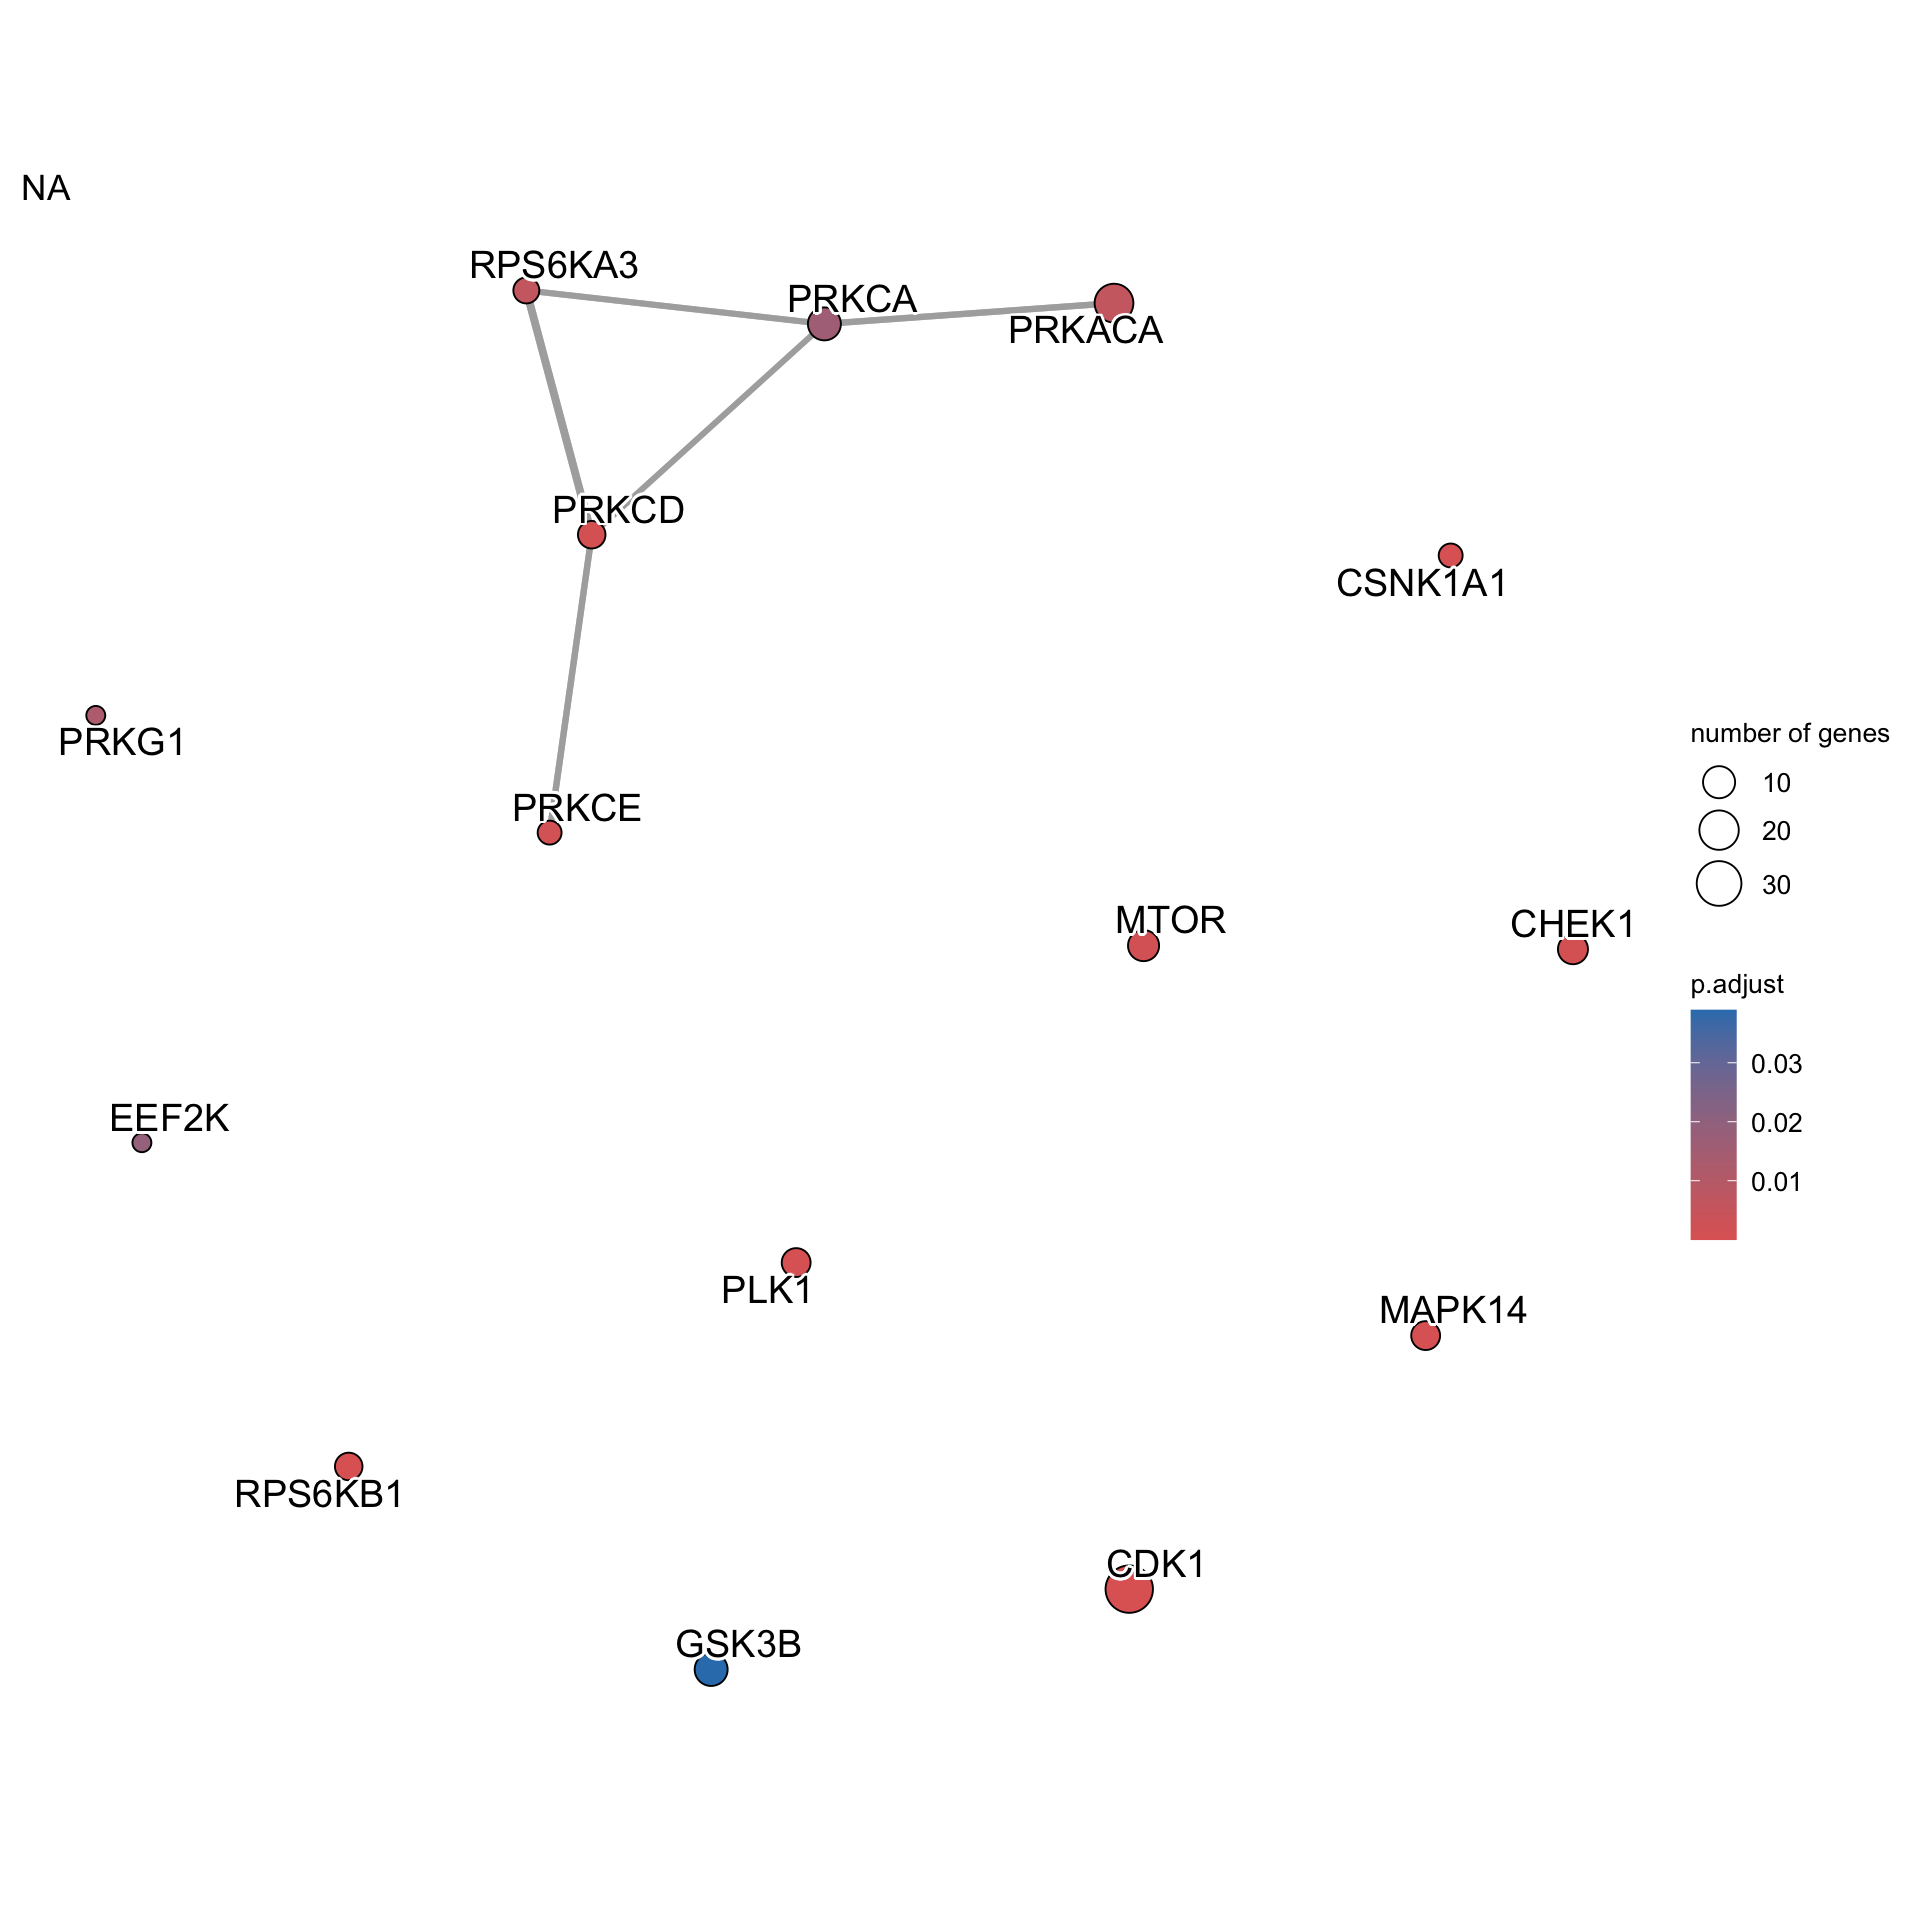 NA
RPS6KA3
PRKCA
PRKACA
PRKCD
CSNK1A1
PRKG1
number of genes
10
PRKCE
20
30
MTOR
CHEK1
p.adjust
0.03
EEF2K
0.02
0.01
PLK1
MAPK14
RPS6KB1
CDK1
GSK3B